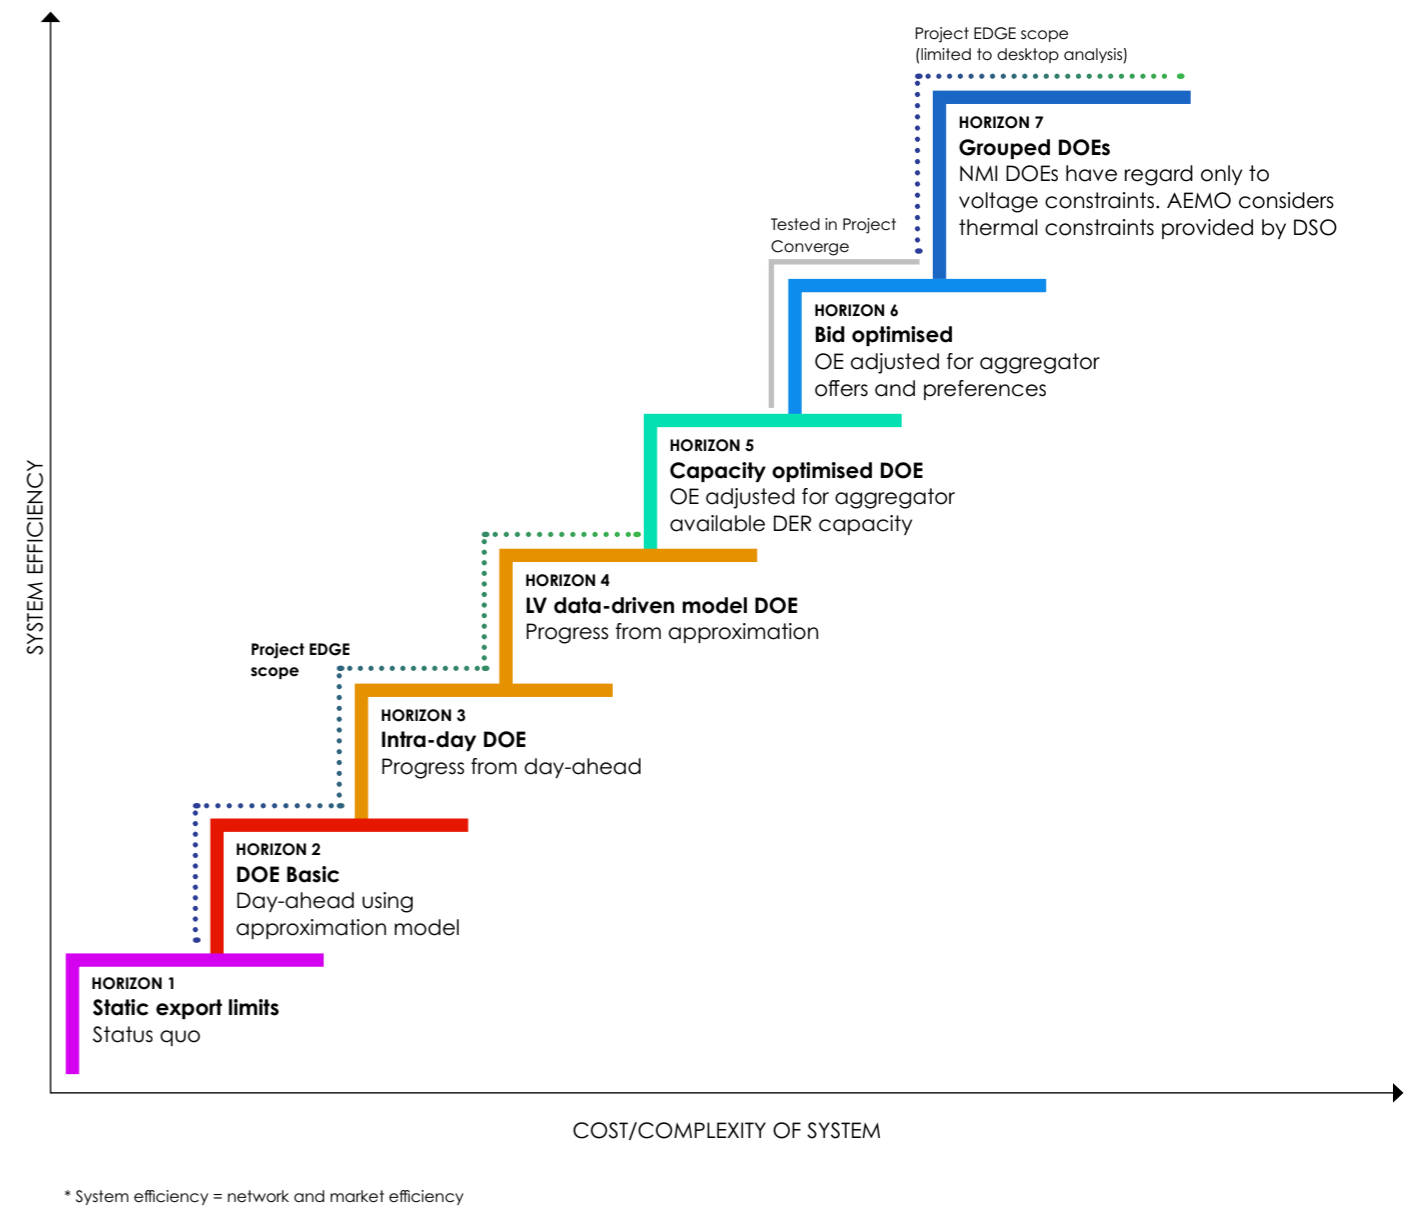 Project EDGE scope
(limited to desktop analysis)
HORIZON 7
Grouped DOEs
NMI DOEs have regard only to
voltage constraints. AEMO considers
thermal constraints provided by DSO
Tested in Project
Converge
HORIZON 6
Bid optimised
OE adjusted for aggregator
offers and preferences
HORIZON 5
Capacity optimised DOE
OE adjusted for aggregator
available DER capacity
HORIZON 4
LV data-driven model DOE
Progress from approximation
Project EDGE
scope
HORIZON 3
Intra-day DOE
Progress from day-ahead
HORIZON 2
DOE Basic
Day-ahead using
approximation model
HORIZON 1
Static export limits
Status quo
SYSTEM EFFICIENCY
COST/COMPLEXITY OF SYSTEM
* System efficiency = network and market efficiency